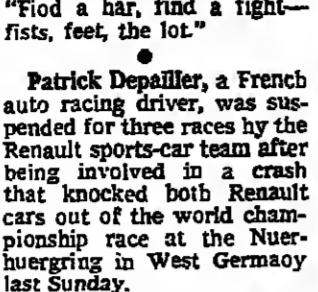 "Fiod a har, find a fight—
fists, feet, the lot."
●
Patrick Depailler, a French
auto racing driver, was sus-
pended for three races hy the
Renault sports-car team after
being involved in a crash
that knocked both Renault
cars out of the world cham-
pionship race at the Nuer-
huergring in West Germaoy
last Sunday.